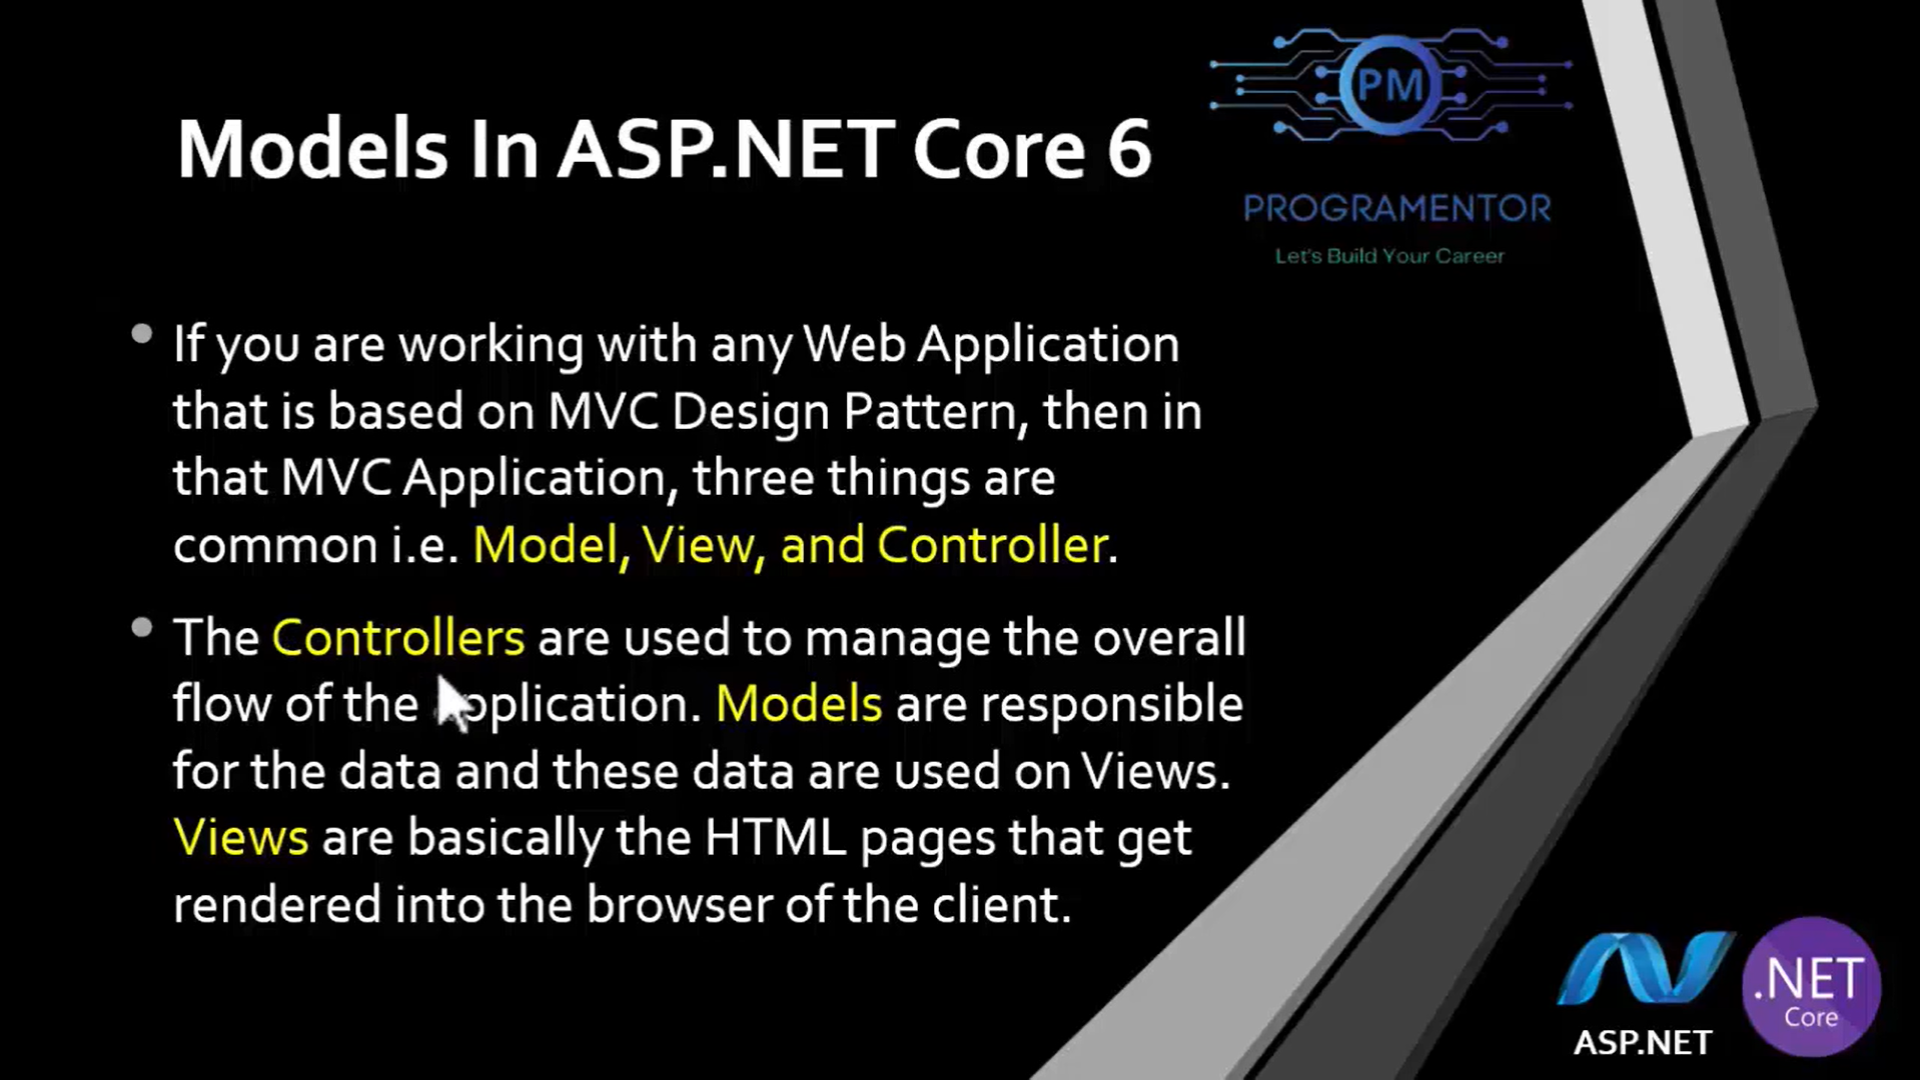 Models In ASP.NET Core 6
PM
PROGRAMENTOR
Let's Build Your Career
• If you are working with any Web Application
that is based on MVC Design Pattern, then in
that MVC Application, three things are
common i.e. Model, View, and Controller.
• The Controllers are used to manage the overall
flow of the application. Models are responsible
for the data and these data are used on Views.
Views are basically the HTML pages that get
rendered into the browser of the client.
ASP.NET
.NET
Core